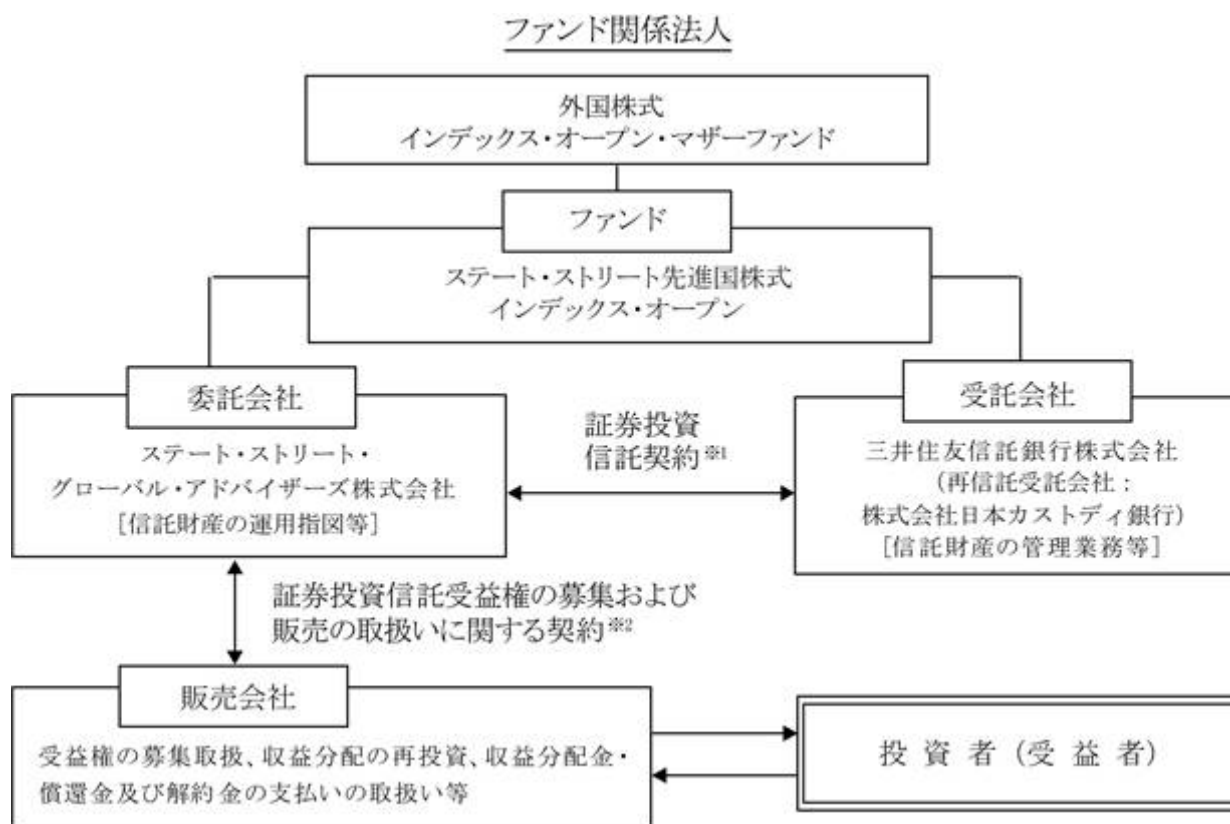 ファンド関係法人
外国株式
インデックス・オープン・マザーファンド
ファンド
ステート・ストリート先進国株式
インデックス・オープン
委託会社
ステート・ストリート・
グローバル・アドバイザーズ株式会社
[信託財産の運用指図等]
証券投資
信託契約※1
受託会社
三井住友信託銀行株式会社
(再信託受託会社:
株式会社日本カストディ銀行)
[信託財産の管理業務等]
証券投資信託受益権の募集および
販売の取扱いに関する契約※2
販売会社
受益権の募集取扱、収益分配の再投資、収益分配金・
償還金及び解約金の支払いの取扱い等
投資者(受益者)